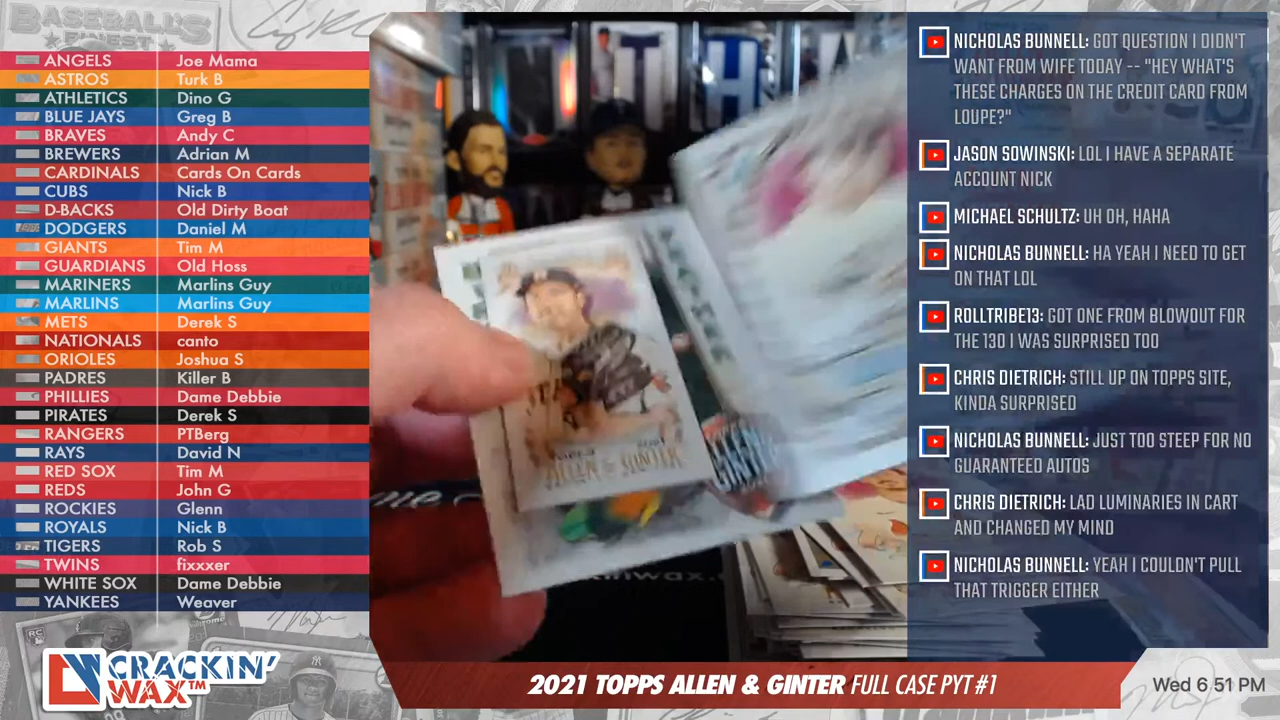 BASEBALL'S
FINEST
ANGELS Joe Mama
ASTROS Turk B
ATHLETICS Dino G
BLUE JAYS Greg B
BRAVES Andy C
BREWERS Adrian M
CARDINALS Cards On Cards
CUBS Nick B
D-BACKS Old Dirty Boat
DODGERS Daniel M
GIANTS Tim M
GUARDIANS Old Hoss
MARINERS Marlins Guy
MARLINS Marlins Guy
METS Derek S
NATIONALS canto
ORIOLES Joshua S
PADRES Killer B
PHILLIES Dame Debbie
PIRATES Derek S
RANGERS PTBerg
RAYS David N
RED SOX Tim M
REDS John G
ROCKIES Glenn
ROYALS Nick B
TIGERS Rob S
TWINS fixxxer
WHITE SOX Dame Debbie
YANKEES Weaver
RC
CRACKIN'
WAX™
ALLEN & GINTER
GINTER
NICHOLAS BUNNELL: GOT QUESTION I DIDN'T
WANT FROM WIFE TODAY -- "HEY WHAT'S
THESE CHARGES ON THE CREDIT CARD FROM
LOUPE?"
JASON SOWINSKI: LOL I HAVE A SEPARATE
ACCOUNT NICK
MICHAEL SCHULTZ: UH OH, HAHA
NICHOLAS BUNNELL: HA YEAH I NEED TO GET
ON THAT LOL
ROLLTRIBE13: GOT ONE FROM BLOWOUT FOR
THE 130 I WAS SURPRISED TOO
CHRIS DIETRICH: STILL UP ON TOPPS SITE,
KINDA SURPRISED
NICHOLAS BUNNELL: JUST TOO STEEP FOR NO
GUARANTEED AUTOS
CHRIS DIETRICH: LAD LUMINARIES IN CART
AND CHANGED MY MIND
NICHOLAS BUNNELL: YEAH I COULDN'T PULL
THAT TRIGGER EITHER
2021 TOPPS ALLEN & GINTER FULL CASE PYT #1
Wed 6 51 PM